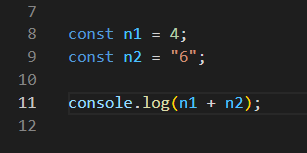 7
8 const n1 = 4;
9 const n2 = "6";
10
11 console.log(n1 + n2);
12